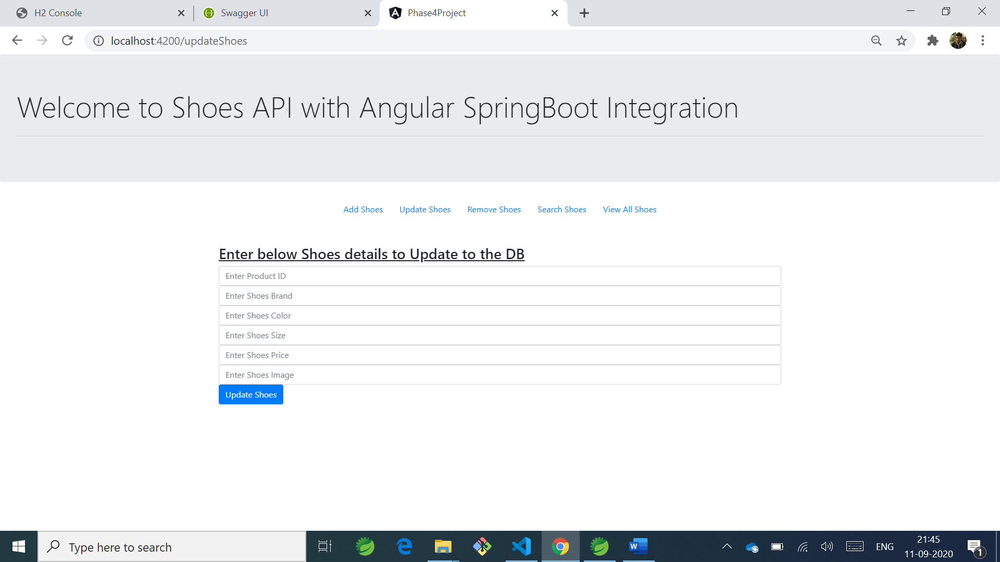 H2 Console
Swagger UI
Phase4Project
localhost:4200/updateShoes
Welcome to Shoes API with Angular SpringBoot Integration
Add Shoes Update Shoes Remove Shoes Search Shoes View All Shoes
Enter below Shoes details to Update to the DB
Enter Product ID
Enter Shoes Brand
Enter Shoes Color
Enter Shoes Size
Enter Shoes Price
Enter Shoes Image
Update Shoes
Type here to search
W
ENG
21:45
11-09-2020
1